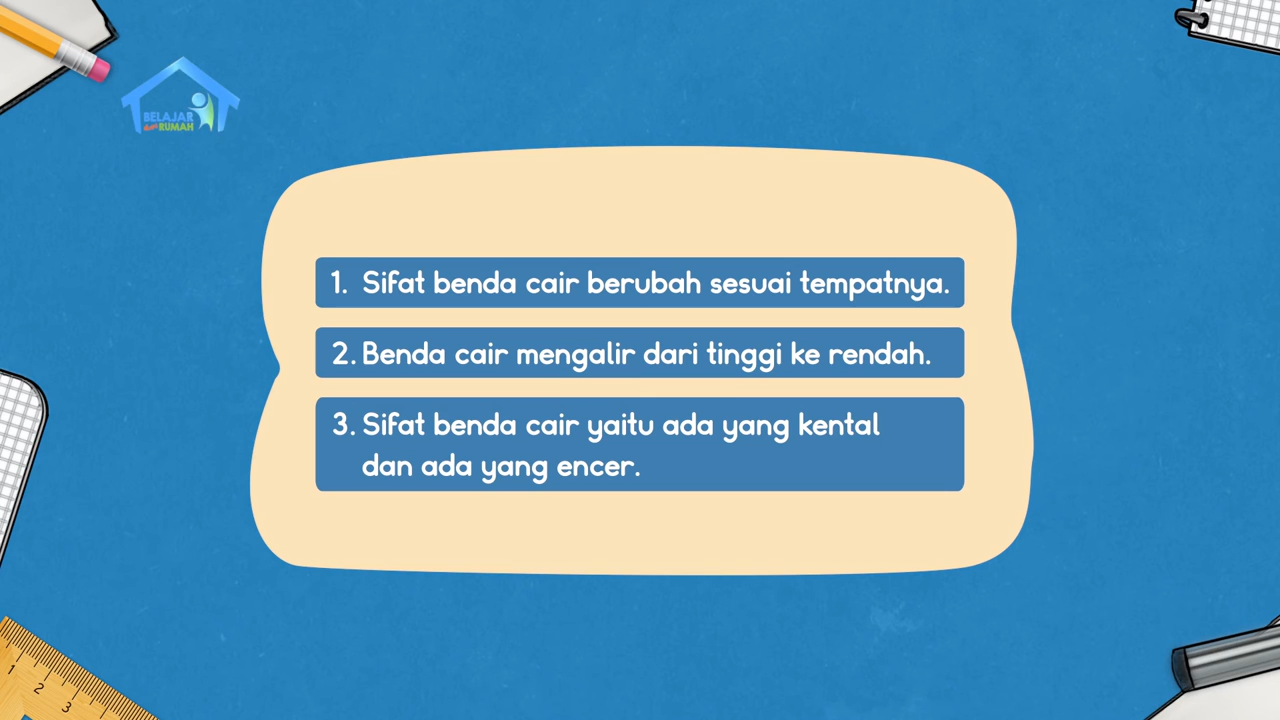 BELAJAR
dari RUMAH
1. Sifat benda cair berubah sesuai tempatnya.
2. Benda cair mengalir dari tinggi ke rendah.
3. Sifat benda cair yaitu ada yang kental
dan ada yang encer.
1
2
3